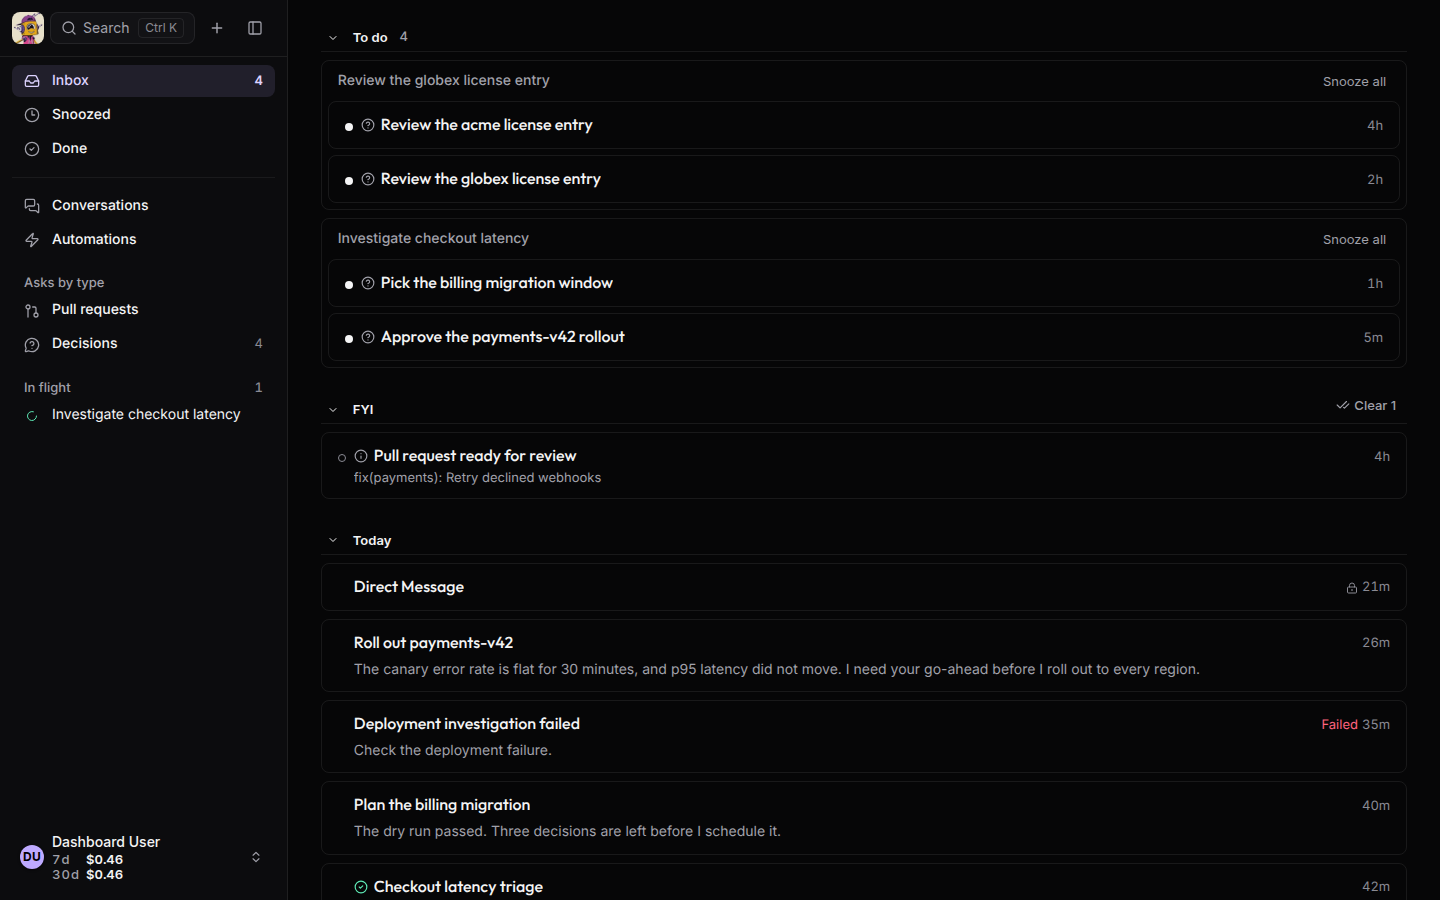 Search Ctrl K
Inbox 4
Snoozed
Done
Conversations
Automations
Asks by type
Pull requests
Decisions 4
In flight 1
Investigate checkout latency
DU
Dashboard User
7d $0.46
30d $0.46
To do 4
Review the globex license entry Snooze all
Review the acme license entry 4h
Review the globex license entry 2h
Investigate checkout latency Snooze all
Pick the billing migration window 1h
Approve the payments-v42 rollout 5m
FYI Clear 1
Pull request ready for review 4h
fix(payments): Retry declined webhooks
Today
Direct Message 21m
Roll out payments-v42 26m
The canary error rate is flat for 30 minutes, and p95 latency did not move. I need your go-ahead before I roll out to every region.
Deployment investigation failed Failed 35m
Check the deployment failure.
Plan the billing migration 40m
The dry run passed. Three decisions are left before I schedule it.
Checkout latency triage 42m